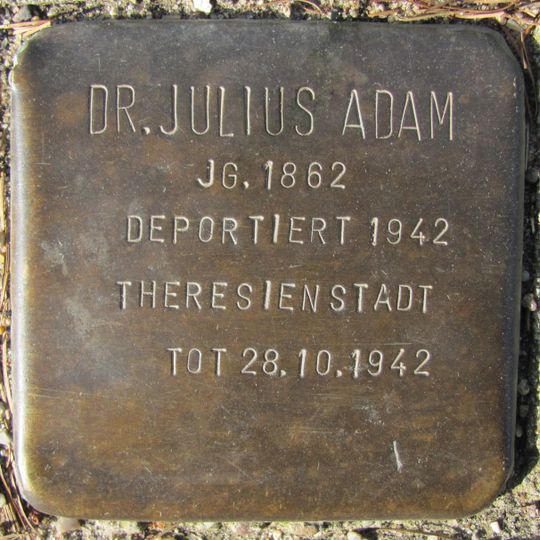 DR. JULIUS ADAM
JG. 1862
DEPORTIERT 1942
THERESIENSTADT
TOT 28.10.1942